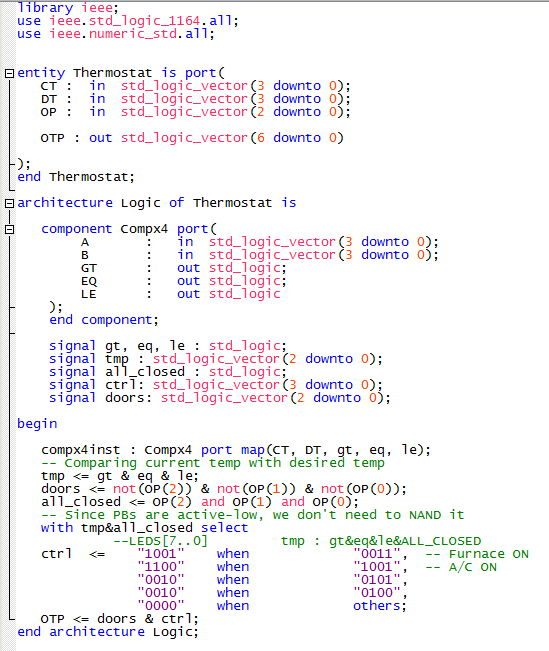 library ieee;
use ieee.std_logic_1164.all;
use ieee.numeric_std.all;
entity Thermostat is port(
CT : in std_logic_vector(3 downto 0);
DT : in std_logic_vector(3 downto 0);
OP : in std_logic_vector(2 downto 0);
OTP : out std_logic_vector(6 downto 0)
);
end Thermostat;
architecture Logic of Thermostat is
component Compx4 port(
A : in std_logic_vector(3 downto 0);
B : in std_logic_vector(3 downto 0);
GT : out std_logic;
EQ : out std_logic;
LE : out std_logic
);
end component;
signal gt, eq, le : std_logic;
signal tmp : std_logic_vector(2 downto 0);
signal all_closed : std_logic;
signal ctrl: std_logic_vector(3 downto 0);
signal doors: std_logic_vector(2 downto 0);
begin
compx4inst : Compx4 port map(CT, DT, gt, eq, le);
-- Comparing current temp with desired temp
tmp <= gt & eq & le;
doors <= not(OP(2)) & not(OP(1)) & not(OP(0));
all_closed <= OP(2) and OP(1) and OP(0);
-- Since PBs are active-low, we don't need to NAND it
with tmp&all_closed select
--LEDS[7..0] tmp : gt&eq&le&ALL_CLOSED
ctrl <= "1001" when "0011", -- Furnace ON
"1100" when "1001", -- A/C ON
"0010" when "0101",
"0010" when "0100",
"0000" when others;
OTP <= doors & ctrl;
end architecture Logic;